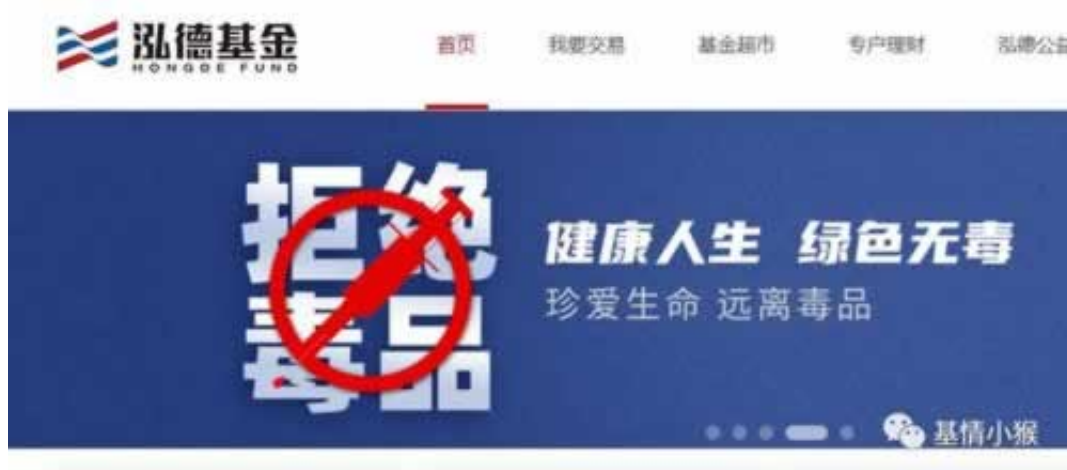 泓德基金
HONGDE FUND
首页 我要交易 基金超市 专户理财 泓德公益
拒绝
毒品
健康人生 绿色无毒
珍爱生命 远离毒品
基情小猴